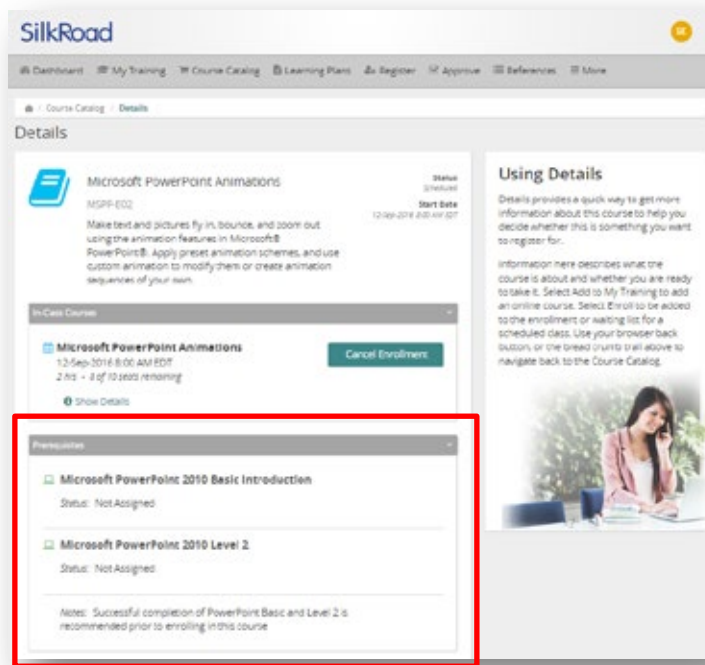 SilkRoad
SK
Dashboard My Training Course Catalog Learning Plans Register Approve References More
/ Course Catalog / Details
Details
Microsoft PowerPoint Animations
MSPP-E02
Make text and pictures fly in, bounce, and zoom out
using the animation features in Microsoft®
PowerPoint®. Apply preset animation schemes, and use
custom animation to modify them or create animation
sequences of your own.
Status
Scheduled
Start Date
12-Sep-2016 8:00 AM EDT
In-Class Courses
Microsoft PowerPoint Animations
12-Sep-2016 8:00 AM EDT
2 hrs - of 10 seats remaining
Cancel Enrollment
Show Details
Prerequisites
Microsoft PowerPoint 2010 Basic Introduction
Status: Not Assigned
Microsoft PowerPoint 2010 Level 2
Status: Not Assigned
Notes: Successful completion of PowerPoint Basic and Level 2 is
recommended prior to enrolling in this course
Using Details
Details provides a quick way to get more
information about this course to help you
decide whether this is something you want
to register for.
Information here describes what the
course is about and whether you are ready
to take it. Select Add to My Training to add
an online course. Select Enroll to be added
to the enrollment or waiting list for a
scheduled class. Use your browser back
button, or the bread crumb trail above to
navigate back to the Course Catalog.